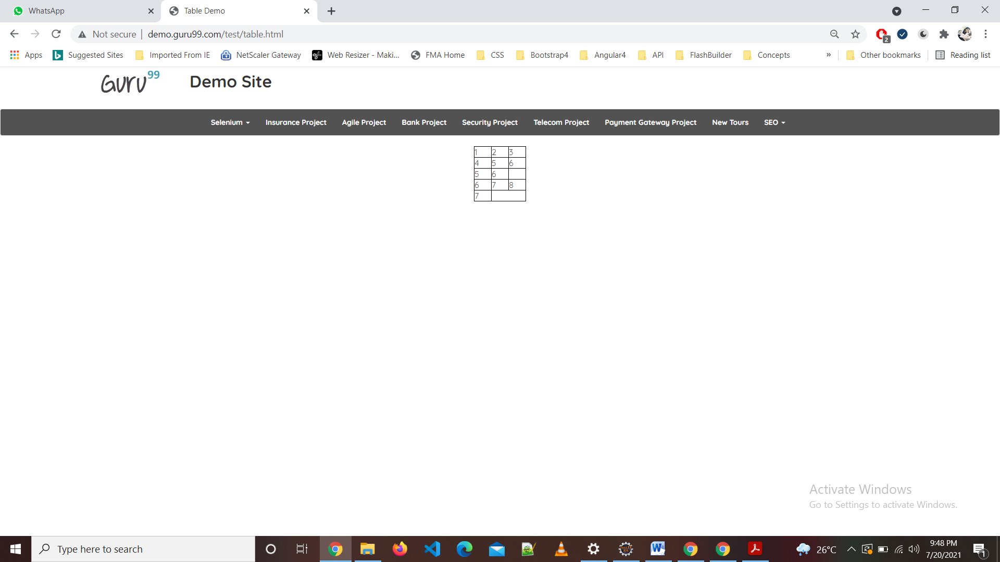 WhatsApp
Table Demo
Not secure | demo.guru99.com/test/table.html
2
Apps Suggested Sites Imported From IE NetScaler Gateway Web Resizer - Maki... FMA Home CSS Bootstrap4 Angular4 API FlashBuilder Concepts » Other bookmarks Reading list
Guru99 Demo Site
Selenium Insurance Project Agile Project Bank Project Security Project Telecom Project Payment Gateway Project New Tours SEO
1 2 3
4 5 6
5 6
6 7 8
7
Activate Windows
Go to Settings to activate Windows.
Type here to search
26°C
9:48 PM
7/20/2021
1